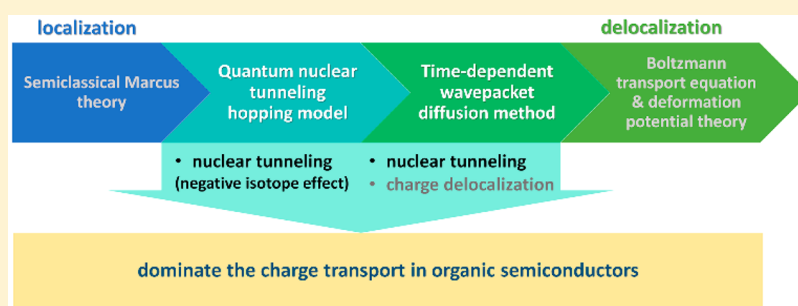 localization
delocalization
Semiclassical Marcus
theory
Quantum nuclear
tunneling
hopping model
Time-dependent
wavepacket
diffusion method
Boltzmann
transport equation
& deformation
potential theory
• nuclear tunneling
(negative isotope effect)
• nuclear tunneling
• charge delocalization
dominate the charge transport in organic semiconductors